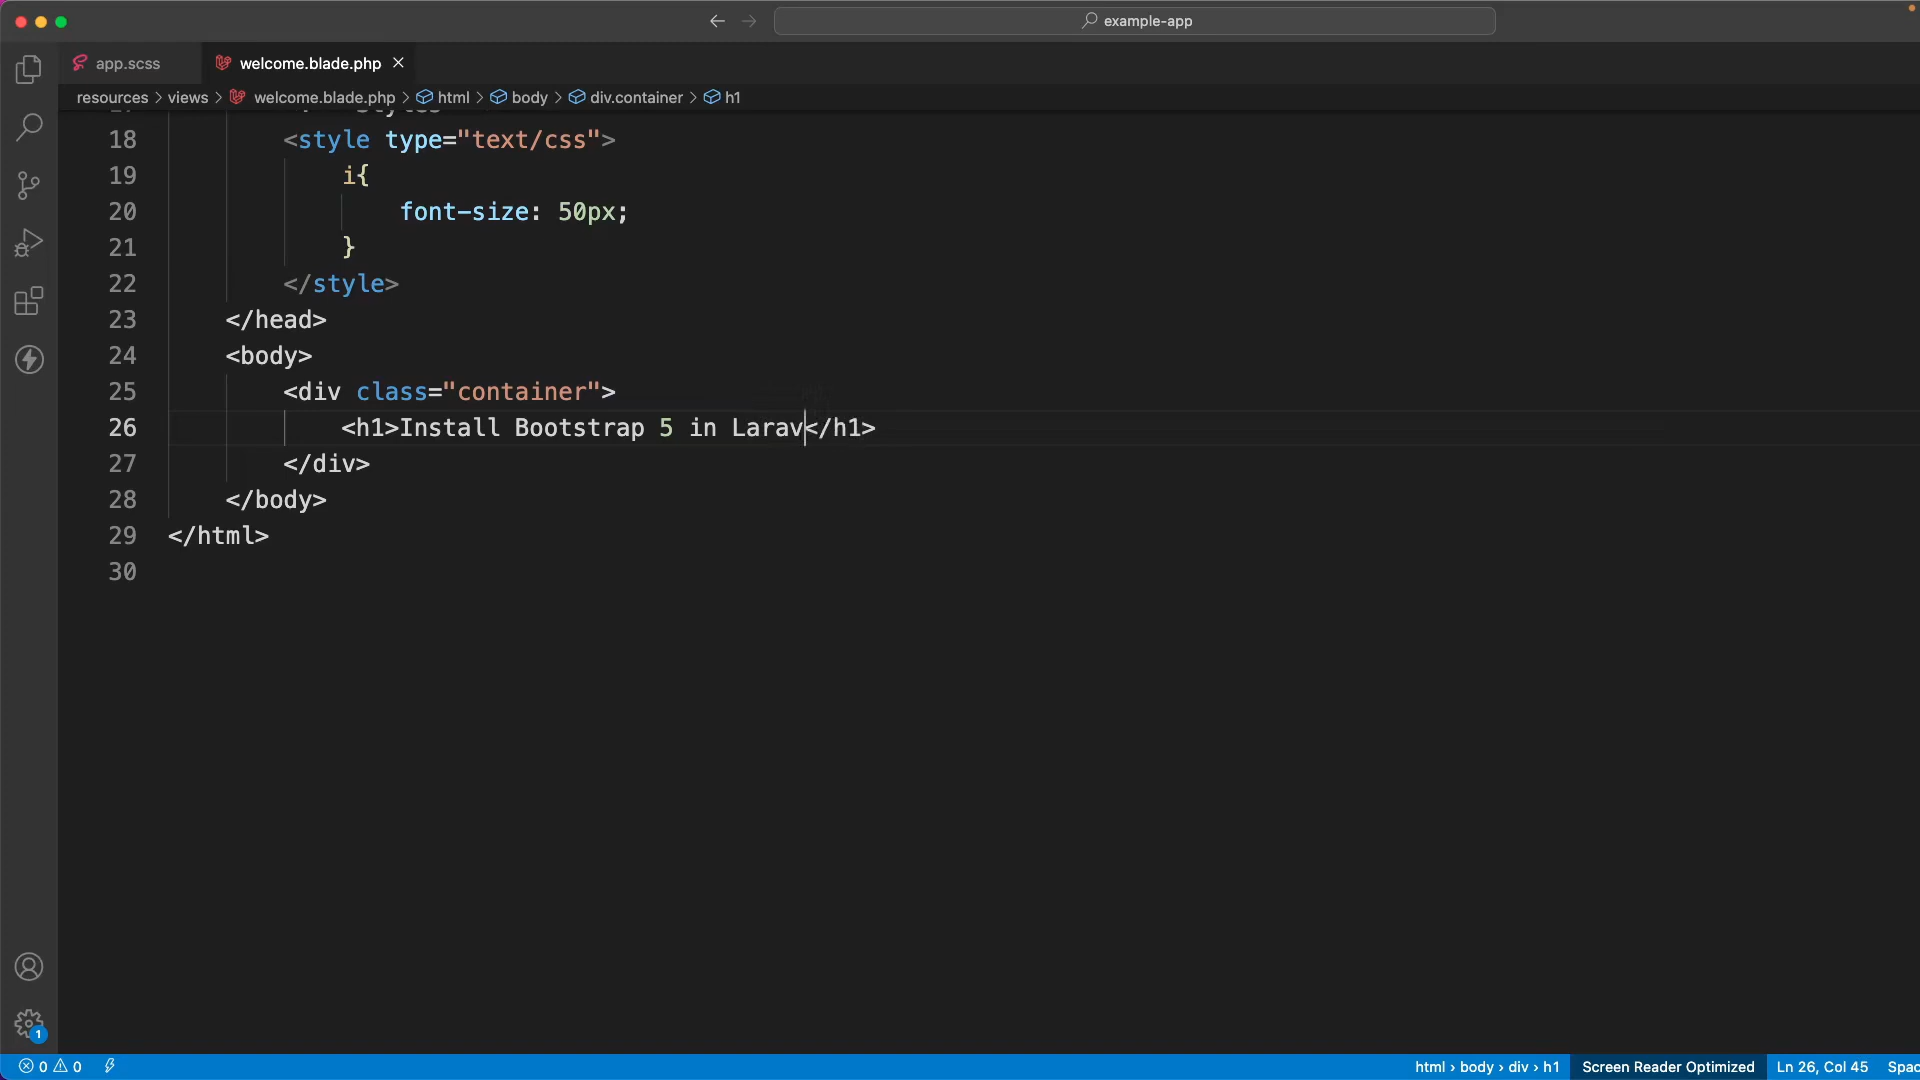 example-app
app.scss
welcome.blade.php
resources > views > welcome.blade.php > html > body > div.container > h1
18 <style type="text/css">
19 i{
20 font-size: 50px;
21 }
22 </style>
23 </head>
24 <body>
25 <div class="container">
26 <h1>Install Bootstrap 5 in Larav</h1>
27 </div>
28 </body>
29 </html>
30
1
0 0 html › body › div › h1 Screen Reader Optimized Ln 26, Col 45 Spac